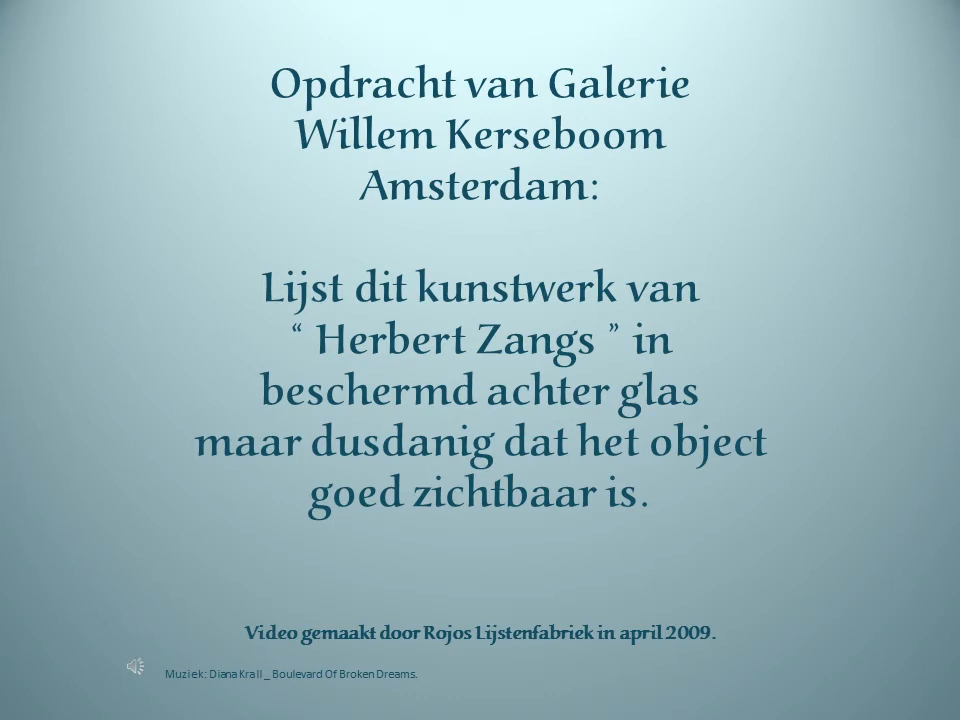 Opdracht van Galerie
Willem Kerseboom
Amsterdam:
Lijst dit kunstwerk van
“ Herbert Zangs ” in
beschermd achter glas
maar dusdanig dat het object
goed zichtbaar is.
Video gemaakt door Rojos Lijstenfabriek in april 2009.
Muziek: Diana Krall _ Boulevard Of Broken Dreams.